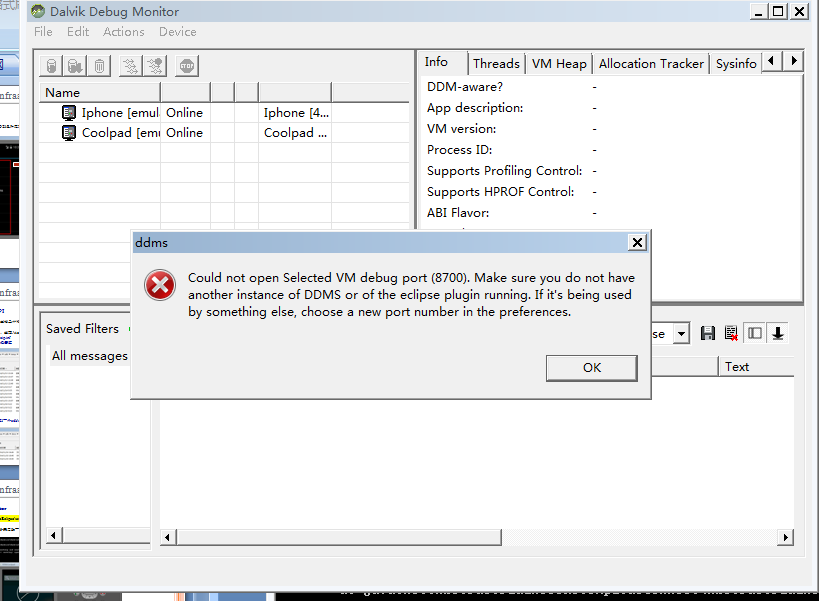 Dalvik Debug Monitor
File Edit Actions Device
STOP
Name
Iphone [emul Online Iphone [4...
Coolpad [emu Online Coolpad ...
Info Threads VM Heap Allocation Tracker Sysinfo
DDM-aware? -
App description: -
VM version: -
Process ID: -
Supports Profiling Control: -
Supports HPROF Control: -
ABI Flavor: -
ddms
Could not open Selected VM debug port (8700). Make sure you do not have
another instance of DDMS or of the eclipse plugin running. If it's being used
by something else, choose a new port number in the preferences.
OK
Saved Filters
All messages
se
Text
nfras
nfras
nfras